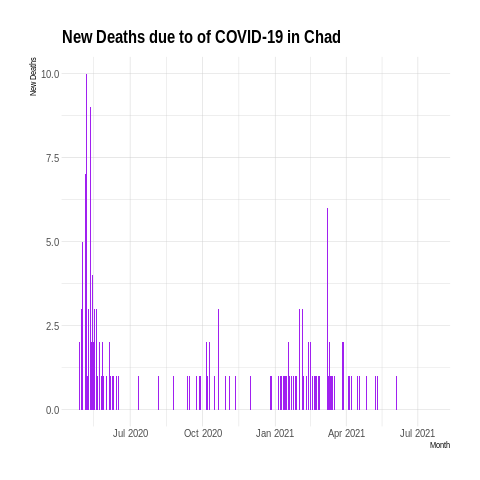 New Deaths due to of COVID-19 in Chad
New Deaths
10.0
7.5
5.0
2.5
0.0
Jul 2020 Oct 2020 Jan 2021 Apr 2021 Jul 2021
Month